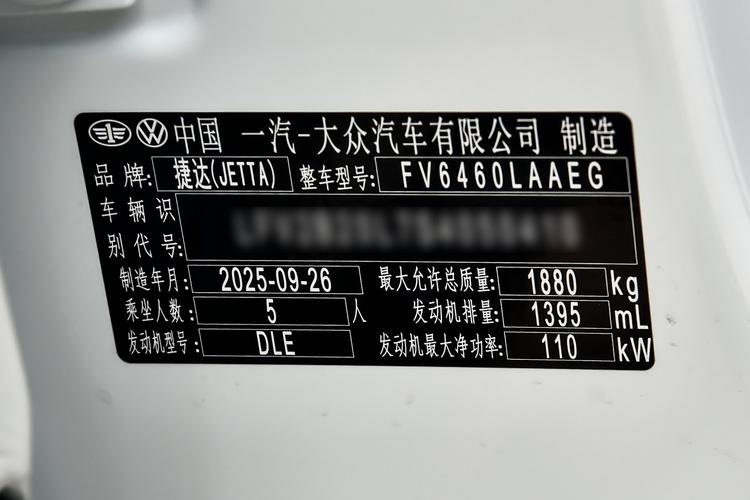 中国 一汽-大众汽车有限公司 制造
品牌: 捷达(JETTA) 整车型号: FV6460LAAEG
车辆识
别代号:
制造年月: 2025-09-26 最大允许总质量: 1880 kg
乘坐人数: 5 人 发动机排量: 1395 mL
发动机型号: DLE 发动机最大净功率: 110 kW